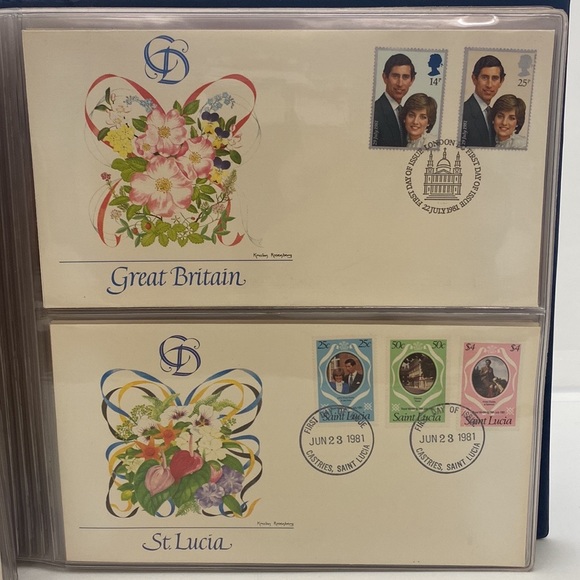 CD
14P
25P
FIRST DAY OF ISSUE LONDON EC FIRST DAY OF ISSUE
22 JULY 1981
Great Britain
CD
25c
50c
$4
Saint Lucia
Saint Lucia
Saint Lucia
FIRST DAY OF ISSUE
JUN 23 1981
CASTRIES, SAINT LUCIA
FIRST DAY OF ISSUE
JUN 23 1981
CASTRIES, SAINT LUCIA
St. Lucia